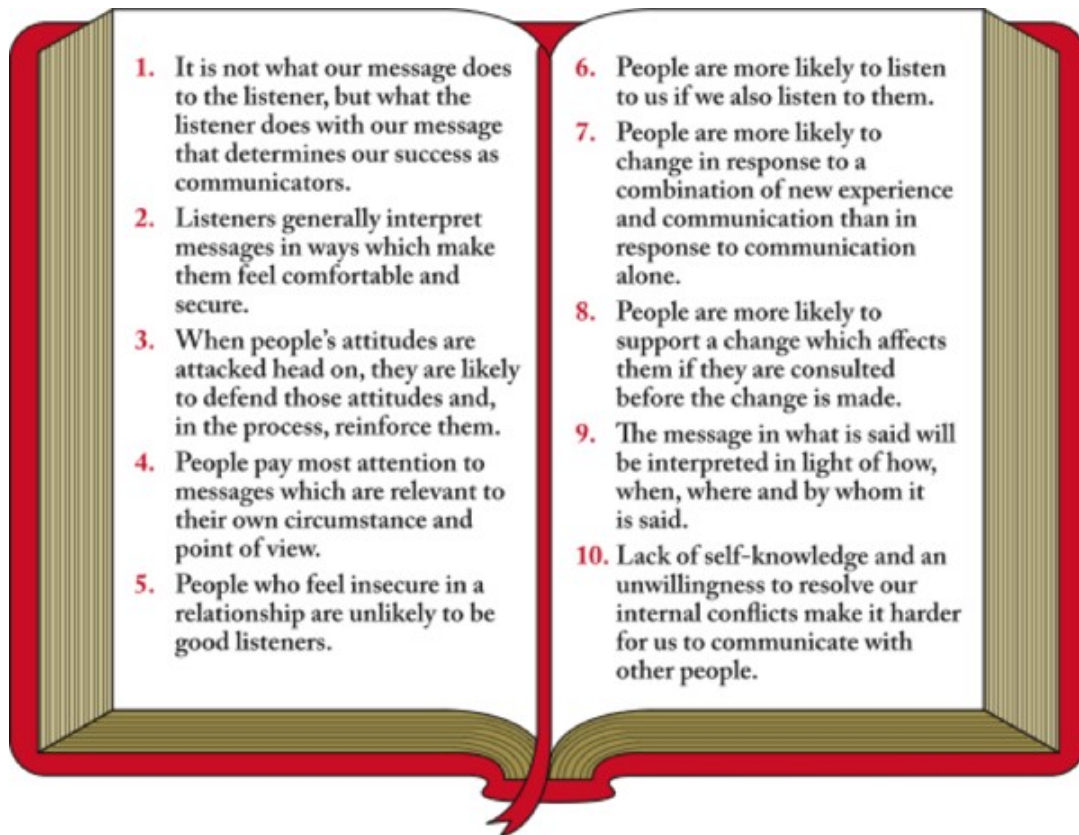 1. It is not what our message does
to the listener, but what the
listener does with our message
that determines our success as
communicators.
2. Listeners generally interpret
messages in ways which make
them feel comfortable and
secure.
3. When people’s attitudes are
attacked head on, they are likely
to defend those attitudes and,
in the process, reinforce them.
4. People pay most attention to
messages which are relevant to
their own circumstance and
point of view.
5. People who feel insecure in a
relationship are unlikely to be
good listeners.
6. People are more likely to listen
to us if we also listen to them.
7. People are more likely to
change in response to a
combination of new experience
and communication than in
response to communication
alone.
8. People are more likely to
support a change which affects
them if they are consulted
before the change is made.
9. The message in what is said will
be interpreted in light of how,
when, where and by whom it
is said.
10. Lack of self-knowledge and an
unwillingness to resolve our
internal conflicts make it harder
for us to communicate with
other people.